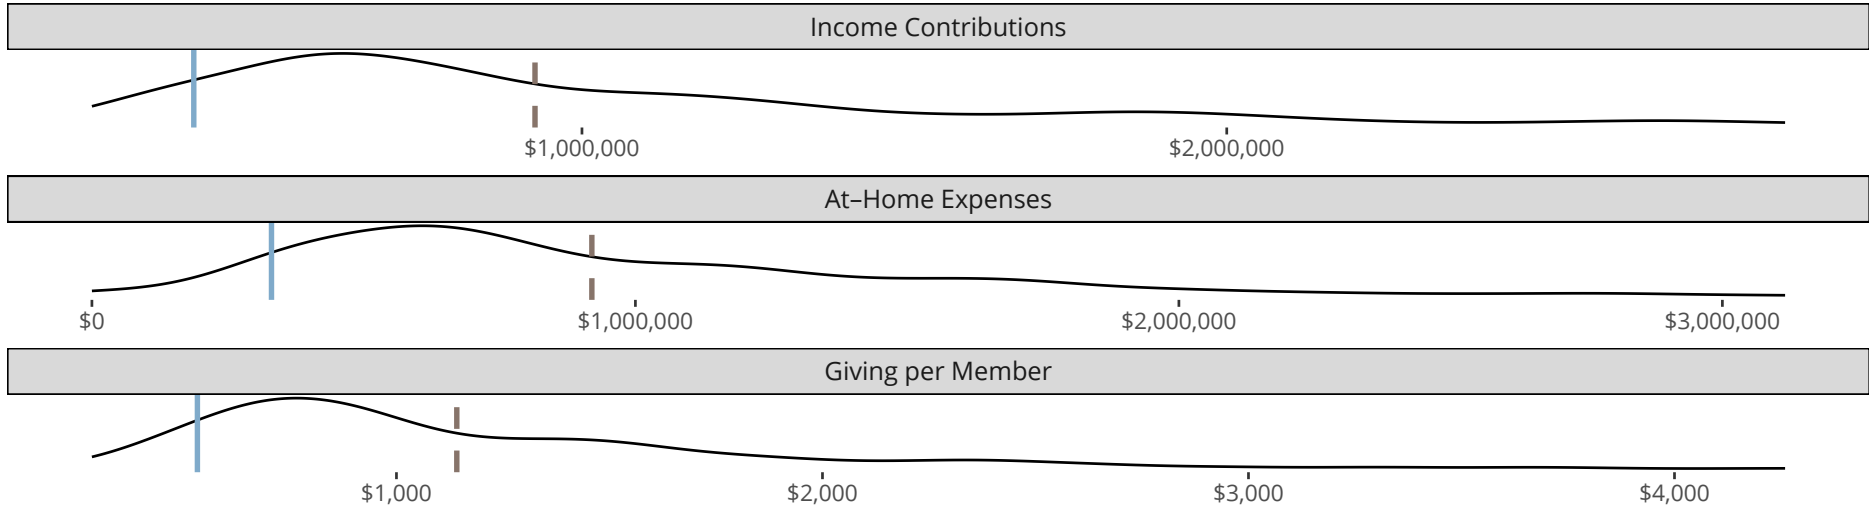 Income Contributions
$1,000,000 $2,000,000
At–Home Expenses
$0 $1,000,000 $2,000,000 $3,000,000
Giving per Member
$1,000 $2,000 $3,000 $4,000